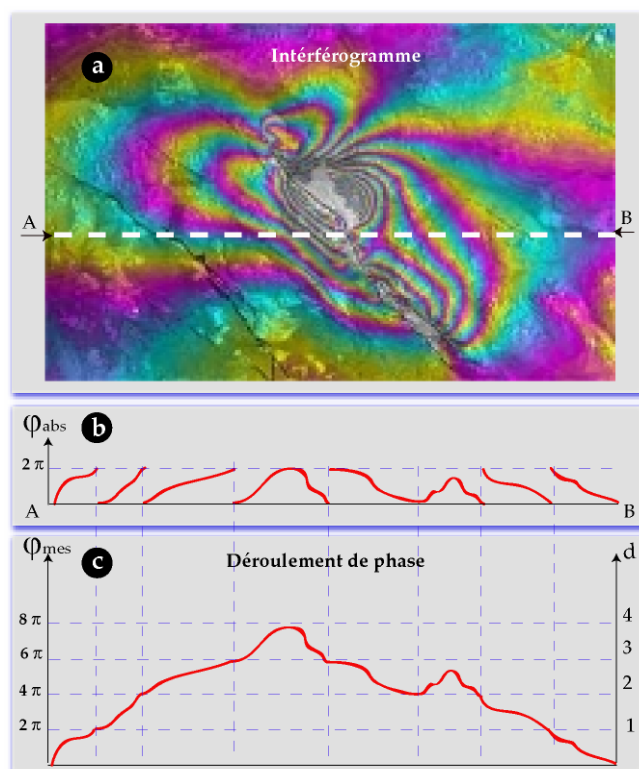 a
Intérférogramme
A
B
φabs
b
2 π
A
B
φmes
c
Déroulement de phase
d
8 π
4
6 π
3
4 π
2
2 π
1